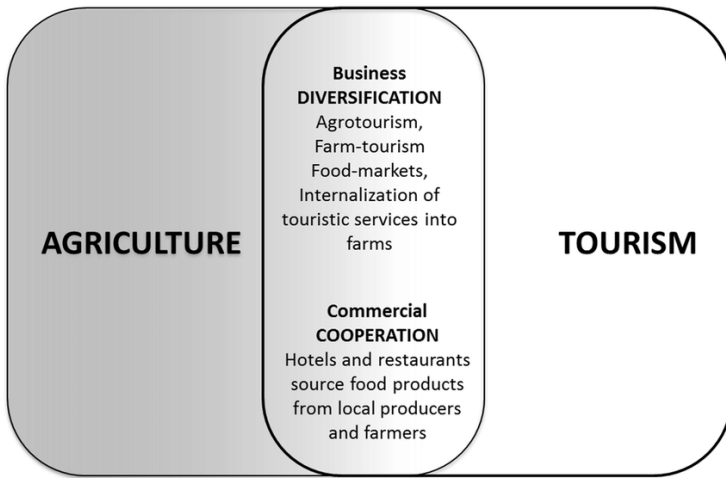 Business
DIVERSIFICATION
Agrotourism,
Farm-tourism
Food-markets,
Internalization of
touristic services into
farms
AGRICULTURE
TOURISM
Commercial
COOPERATION
Hotels and restaurants
source food products
from local producers
and farmers